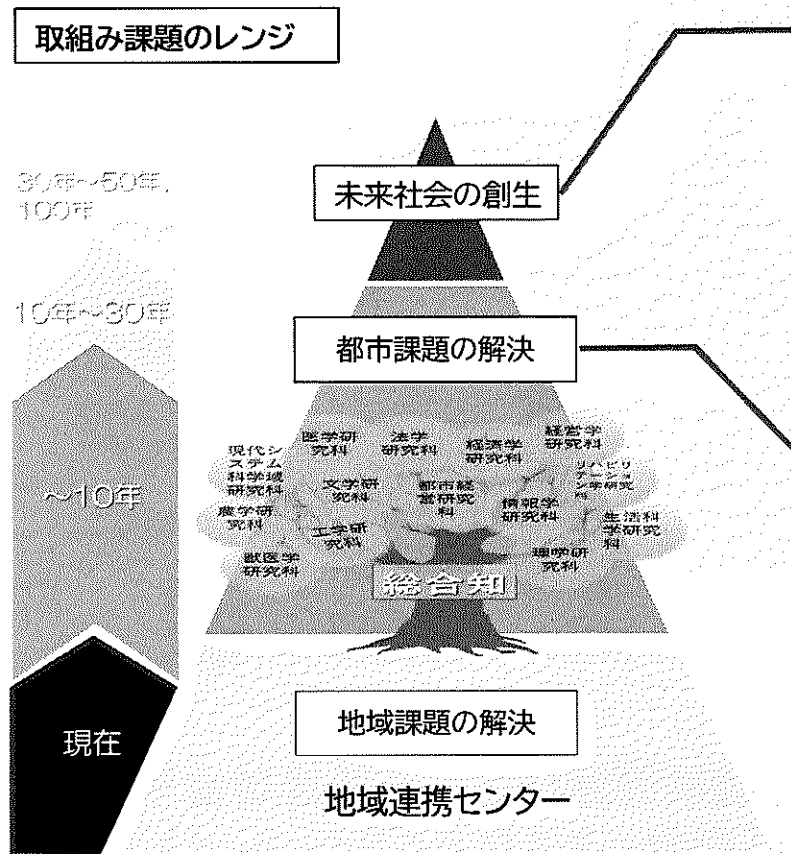 取組み課題のレンジ
30年～50年,
100年
未来社会の創生
10年～30年
都市課題の解決
医学研
究科
法学
研究科
経済学
研究科
経営学
研究科
現代シ
ステム
科学域
研究科
文学研
究科
都市経
営研究
科
情報学
研究科
リハビリ
テーショ
ン学研究
科
～10年
農学研
究科
工学研
究科
生活科
学研究
科
獣医学
研究科
理学研
究科
総合知
現在
地域課題の解決
地域連携センター